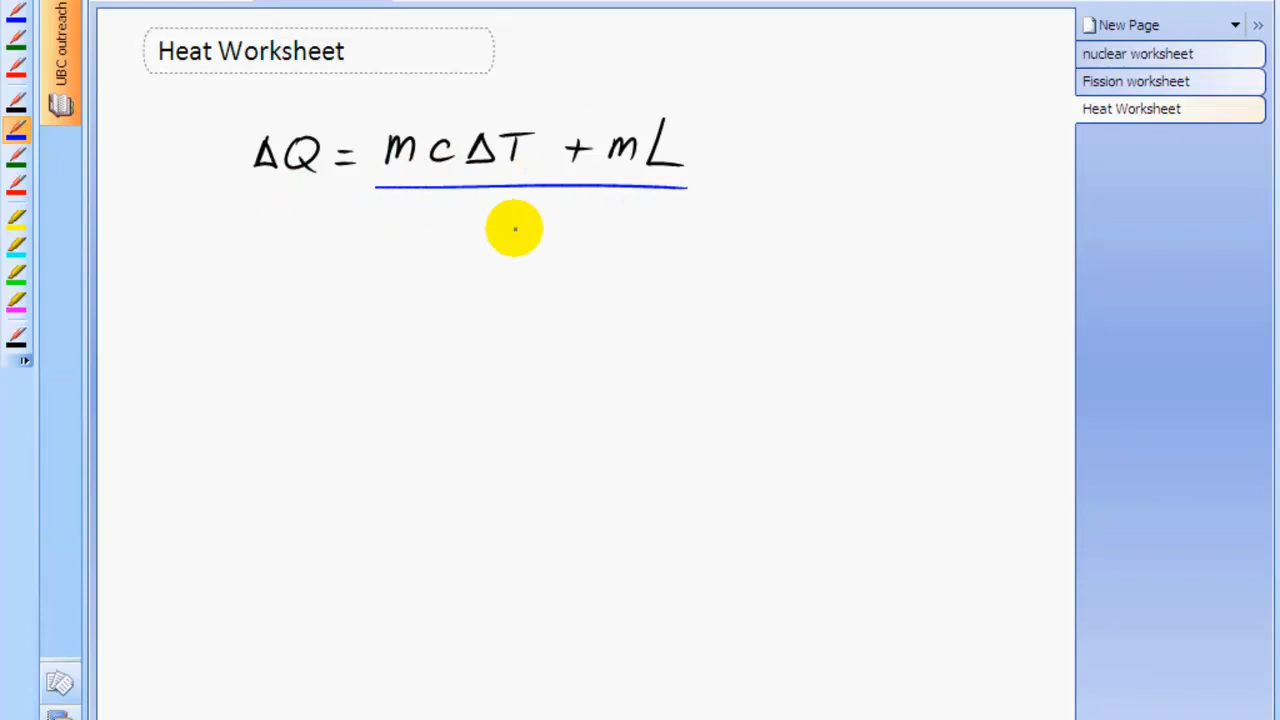 UBC outreach
Heat Worksheet
ΔQ = mcΔT + mL
New Page
nuclear worksheet
Fission worksheet
Heat Worksheet